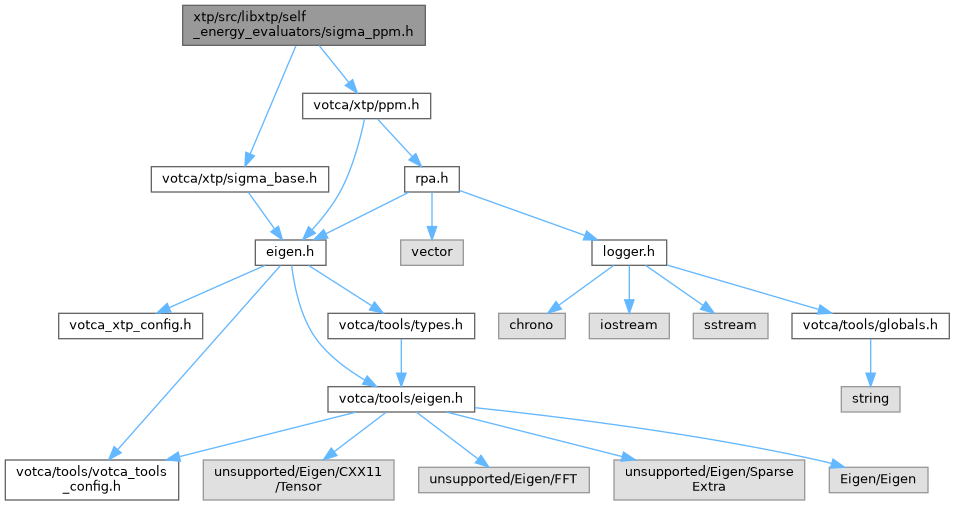 xtp/src/libxtp/self
_energy_evaluators/sigma_ppm.h
votca/xtp/ppm.h
votca/xtp/sigma_base.h
rpa.h
eigen.h
vector
logger.h
votca_xtp_config.h
votca/tools/types.h
chrono
iostream
sstream
votca/tools/globals.h
votca/tools/eigen.h
string
votca/tools/votca_tools
_config.h
unsupported/Eigen/CXX11
/Tensor
unsupported/Eigen/FFT
unsupported/Eigen/Sparse
Extra
Eigen/Eigen